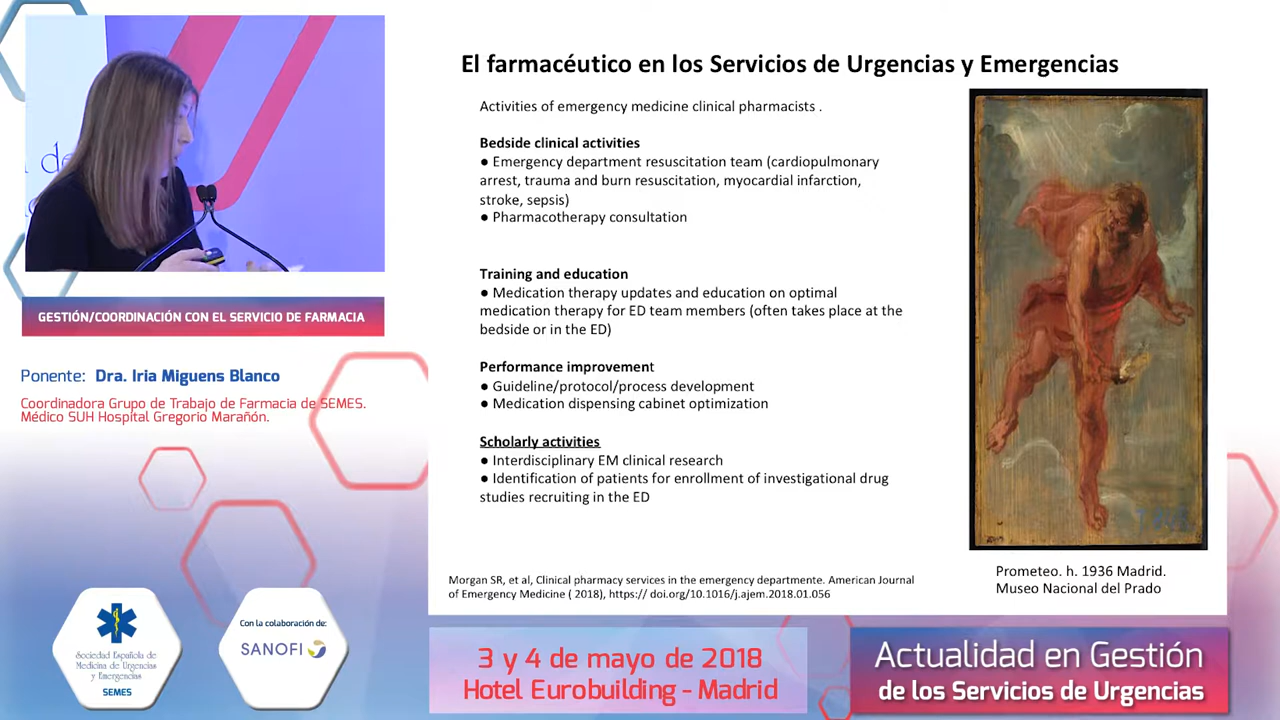 El farmacéutico en los Servicios de Urgencias y Emergencias
Activities of emergency medicine clinical pharmacists .
Bedside clinical activities
● Emergency department resuscitation team (cardiopulmonary
arrest, trauma and burn resuscitation, myocardial infarction,
stroke, sepsis)
● Pharmacotherapy consultation
Training and education
● Medication therapy updates and education on optimal
medication therapy for ED team members (often takes place at the
bedside or in the ED)
Performance improvement
● Guideline/protocol/process development
● Medication dispensing cabinet optimization
Scholarly activities
● Interdisciplinary EM clinical research
● Identification of patients for enrollment of investigational drug
studies recruiting in the ED
Morgan SR, et al, Clinical pharmacy services in the emergency departmente. American Journal
of Emergency Medicine ( 2018), https:// doi.org/10.1016/j.ajem.2018.01.056
Prometeo. h. 1936 Madrid.
Museo Nacional del Prado
GESTIÓN/COORDINACIÓN CON EL SERVICIO DE FARMACIA
Ponente: Dra. Iria Miguens Blanco
Coordinadora Grupo de Trabajo de Farmacia de SEMES.
Médico SUH Hospital Gregorio Marañón.
Sociedad Española de
Medicina de Urgencias
y Emergencias
SEMES
Con la colaboración de:
SANOFI
3 y 4 de mayo de 2018
Hotel Eurobuilding - Madrid
Actualidad en Gestión
de los Servicios de Urgencias